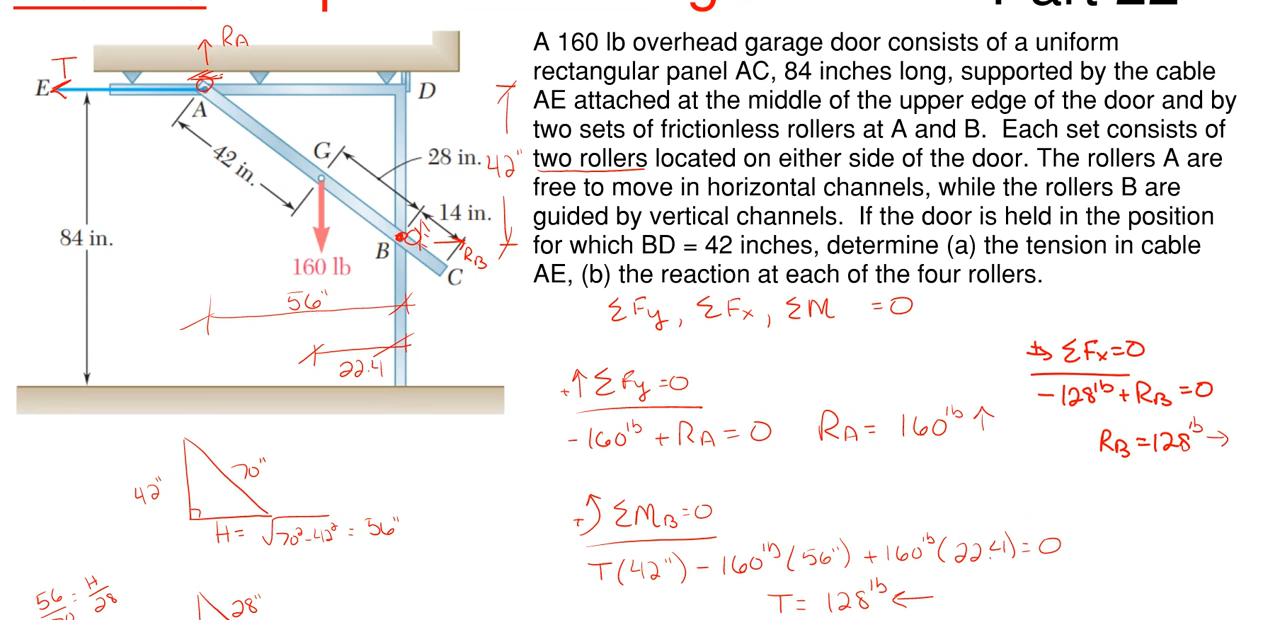 Part 22
A 160 lb overhead garage door consists of a uniform
rectangular panel AC, 84 inches long, supported by the cable
AE attached at the middle of the upper edge of the door and by
two sets of frictionless rollers at A and B.  Each set consists of
two rollers located on either side of the door. The rollers A are
free to move in horizontal channels, while the rollers B are
guided by vertical channels.  If the door is held in the position
for which BD = 42 inches, determine (a) the tension in cable
AE, (b) the reaction at each of the four rollers.
RA
T
E
A
D
42 in.
G
28 in.
42"
14 in.
84 in.
B
RB
160 lb
C
56"
22.4
ΣFy, ΣFx, ΣM = 0
+↑ΣFy=0
-160lb + RA = 0
RA = 160lb ↑
+→ ΣFx=0
-128lb + RB = 0
RB = 128lb →
ΣMB=0
T(42") - 160lb(56") + 160lb(22.4) = 0
T = 128lb ←
42"
70"
H = √70²-42² = 56"
56 = H
28
28"